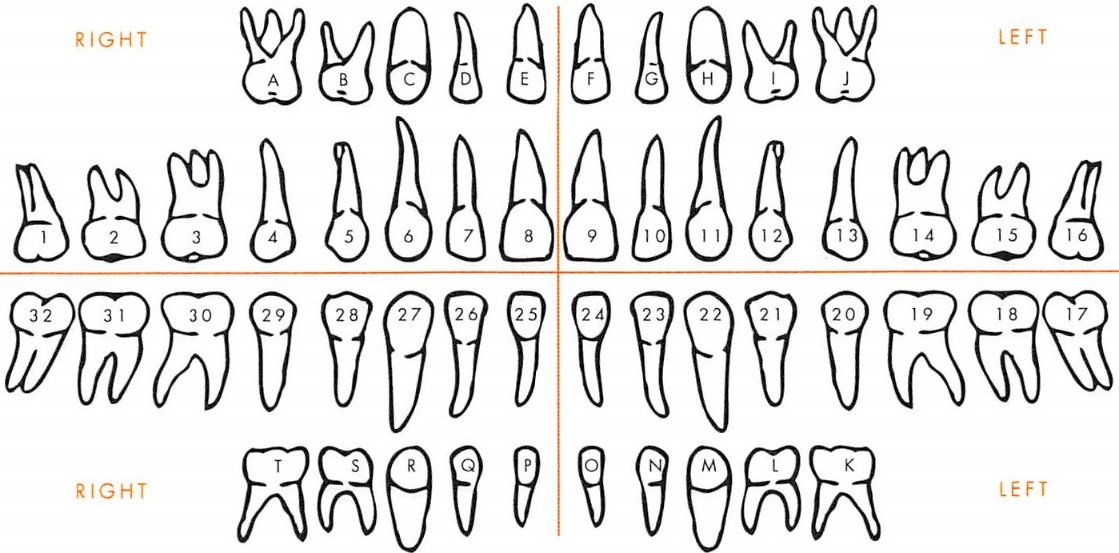 RIGHT A B C D E F G H I J LEFT
1 2 3 4 5 6 7 8 9 10 11 12 13 14 15 16
32 31 30 29 28 27 26 25 24 23 22 21 20 19 18 17
RIGHT T S R Q P O N M L K LEFT